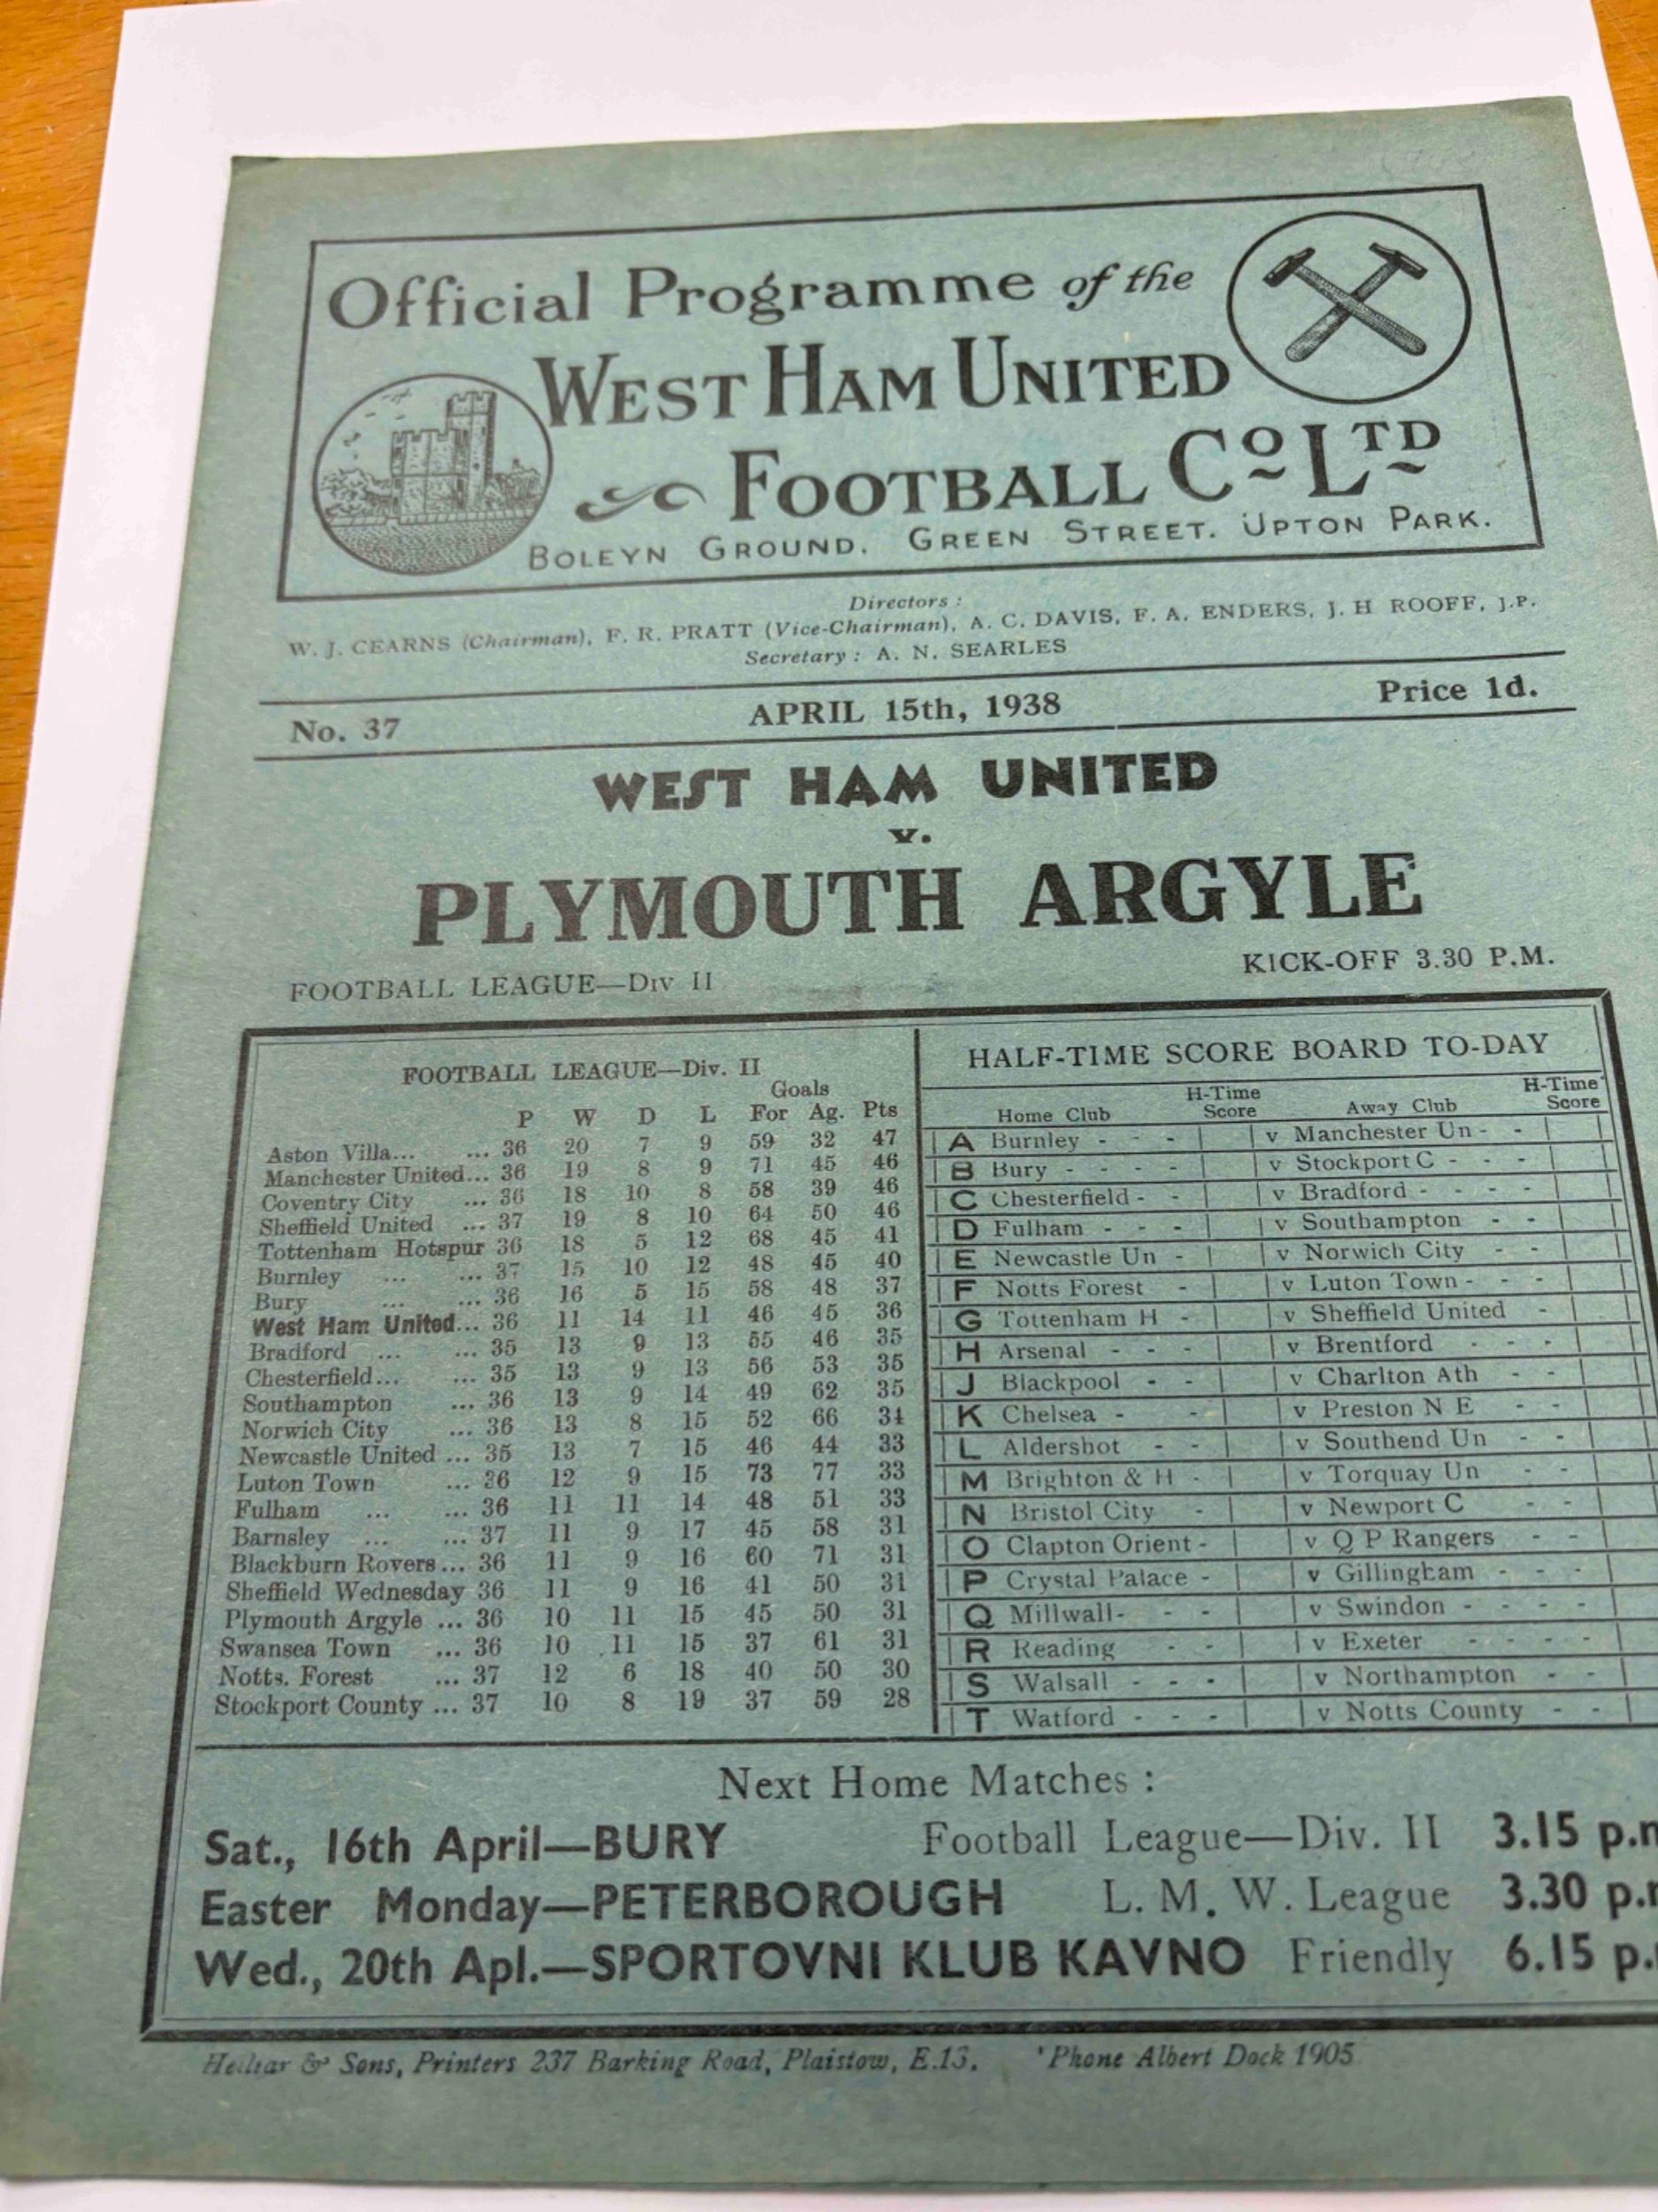 Official Programme of the
WEST HAM UNITED
FOOTBALL CO LTD
BOLEYN GROUND. GREEN STREET. UPTON PARK.
Directors :
W. J. CEARNS (Chairman), F. R. PRATT (Vice-Chairman), A. C. DAVIS, F. A. ENDERS, J. H ROOFF, J.P.
Secretary : A. N. SEARLES
No. 37 APRIL 15th, 1938 Price 1d.
WEST HAM UNITED
v.
PLYMOUTH ARGYLE
FOOTBALL LEAGUE—Div II KICK-OFF 3.30 P.M.
FOOTBALL LEAGUE—Div. II
Goals
P W D L For Ag. Pts
Aston Villa... ... 36 20 7 9 59 32 47
Manchester United... 36 19 8 9 71 45 46
Coventry City ... 36 18 10 8 58 39 46
Sheffield United ... 37 19 8 10 64 50 46
Tottenham Hotspur 36 18 5 12 68 45 41
Burnley ... ... 37 15 10 12 48 45 40
Bury ... ... 36 16 5 15 58 48 37
West Ham United... 36 11 14 11 46 45 36
Bradford ... ... 35 13 9 13 55 46 35
Chesterfield... ... 35 13 9 13 56 53 35
Southampton ... 36 13 9 14 49 62 35
Norwich City ... 36 13 8 15 52 66 34
Newcastle United ... 35 13 7 15 46 44 33
Luton Town ... 36 12 9 15 73 77 33
Fulham ... ... 36 11 11 14 48 51 33
Barnsley ... ... 37 11 9 17 45 58 31
Blackburn Rovers... 36 11 9 16 60 71 31
Sheffield Wednesday 36 11 9 16 41 50 31
Plymouth Argyle ... 36 10 11 15 45 50 31
Swansea Town ... 36 10 11 15 37 61 31
Notts. Forest ... 37 12 6 18 40 50 30
Stockport County ... 37 10 8 19 37 59 28
HALF-TIME SCORE BOARD TO-DAY
Home Club H-Time Score Away Club H-Time Score
A Burnley - - - v Manchester Un - -
B Bury - - - - v Stockport C - - -
C Chesterfield - - v Bradford - - - -
D Fulham - - - v Southampton - -
E Newcastle Un - v Norwich City - -
F Notts Forest - v Luton Town - - -
G Tottenham H - v Sheffield United -
H Arsenal - - - v Brentford - - -
J Blackpool - - v Charlton Ath - -
K Chelsea - - v Preston N E - -
L Aldershot - - v Southend Un - -
M Brighton & H - v Torquay Un - -
N Bristol City - v Newport C - -
O Clapton Orient - v Q P Rangers - -
P Crystal Palace - v Gillingham - - -
Q Millwall- - - v Swindon - - - -
R Reading - - v Exeter - - - -
S Walsall - - - v Northampton - -
T Watford - - - v Notts County - -
Next Home Matches :
Sat., 16th April—BURY Football League—Div. II 3.15 p.m
Easter Monday—PETERBOROUGH L. M. W. League 3.30 p.
Wed., 20th Apl.—SPORTOVNI KLUB KAVNO Friendly 6.15 p.
Helliar & Sons, Printers 237 Barking Road, Plaistow, E.13. 'Phone Albert Dock 1905